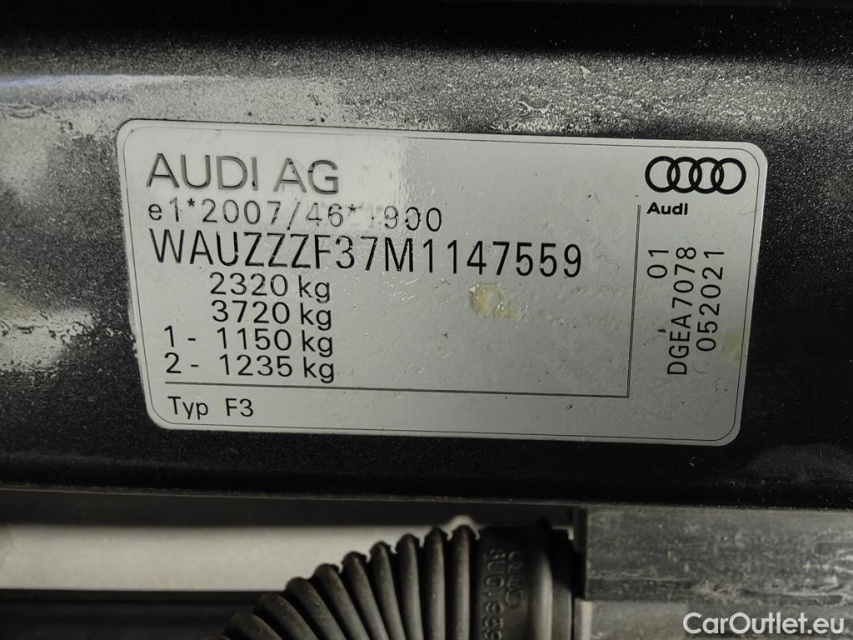 AUDI AG
e1*2007/46*1900
WAUZZZF37M1147559
2320 kg
3720 kg
1 - 1150 kg
2 - 1235 kg
Typ F3
Audi
01
DGEA7078
052021
CarOutlet.eu